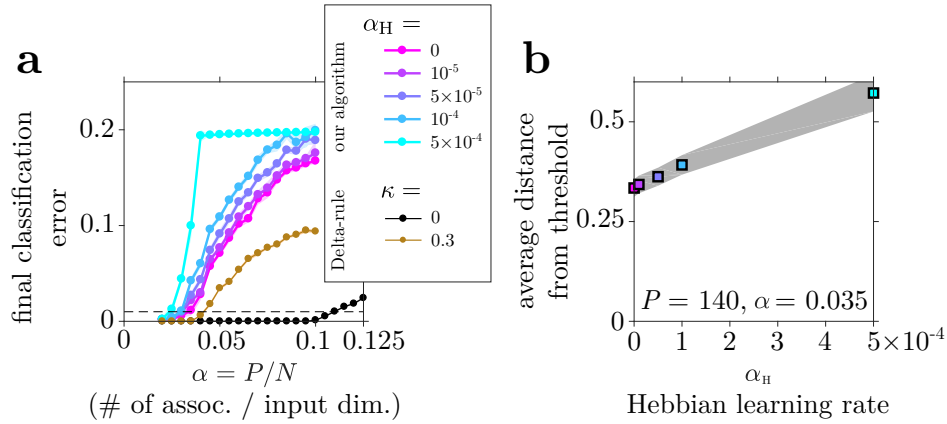 a
α_H =
our algorithm
0
10⁻⁵
5×10⁻⁵
10⁻⁴
5×10⁻⁴
κ =
Delta-rule
0
0.3
final classification
error
0.2
0.1
0
0
0.05
0.1
0.125
α = P/N
(# of assoc. / input dim.)
b
average distance
from threshold
0.5
0.25
0
P = 140, α = 0.035
0
1
2
3
4
5×10⁻⁴
α_H
Hebbian learning rate